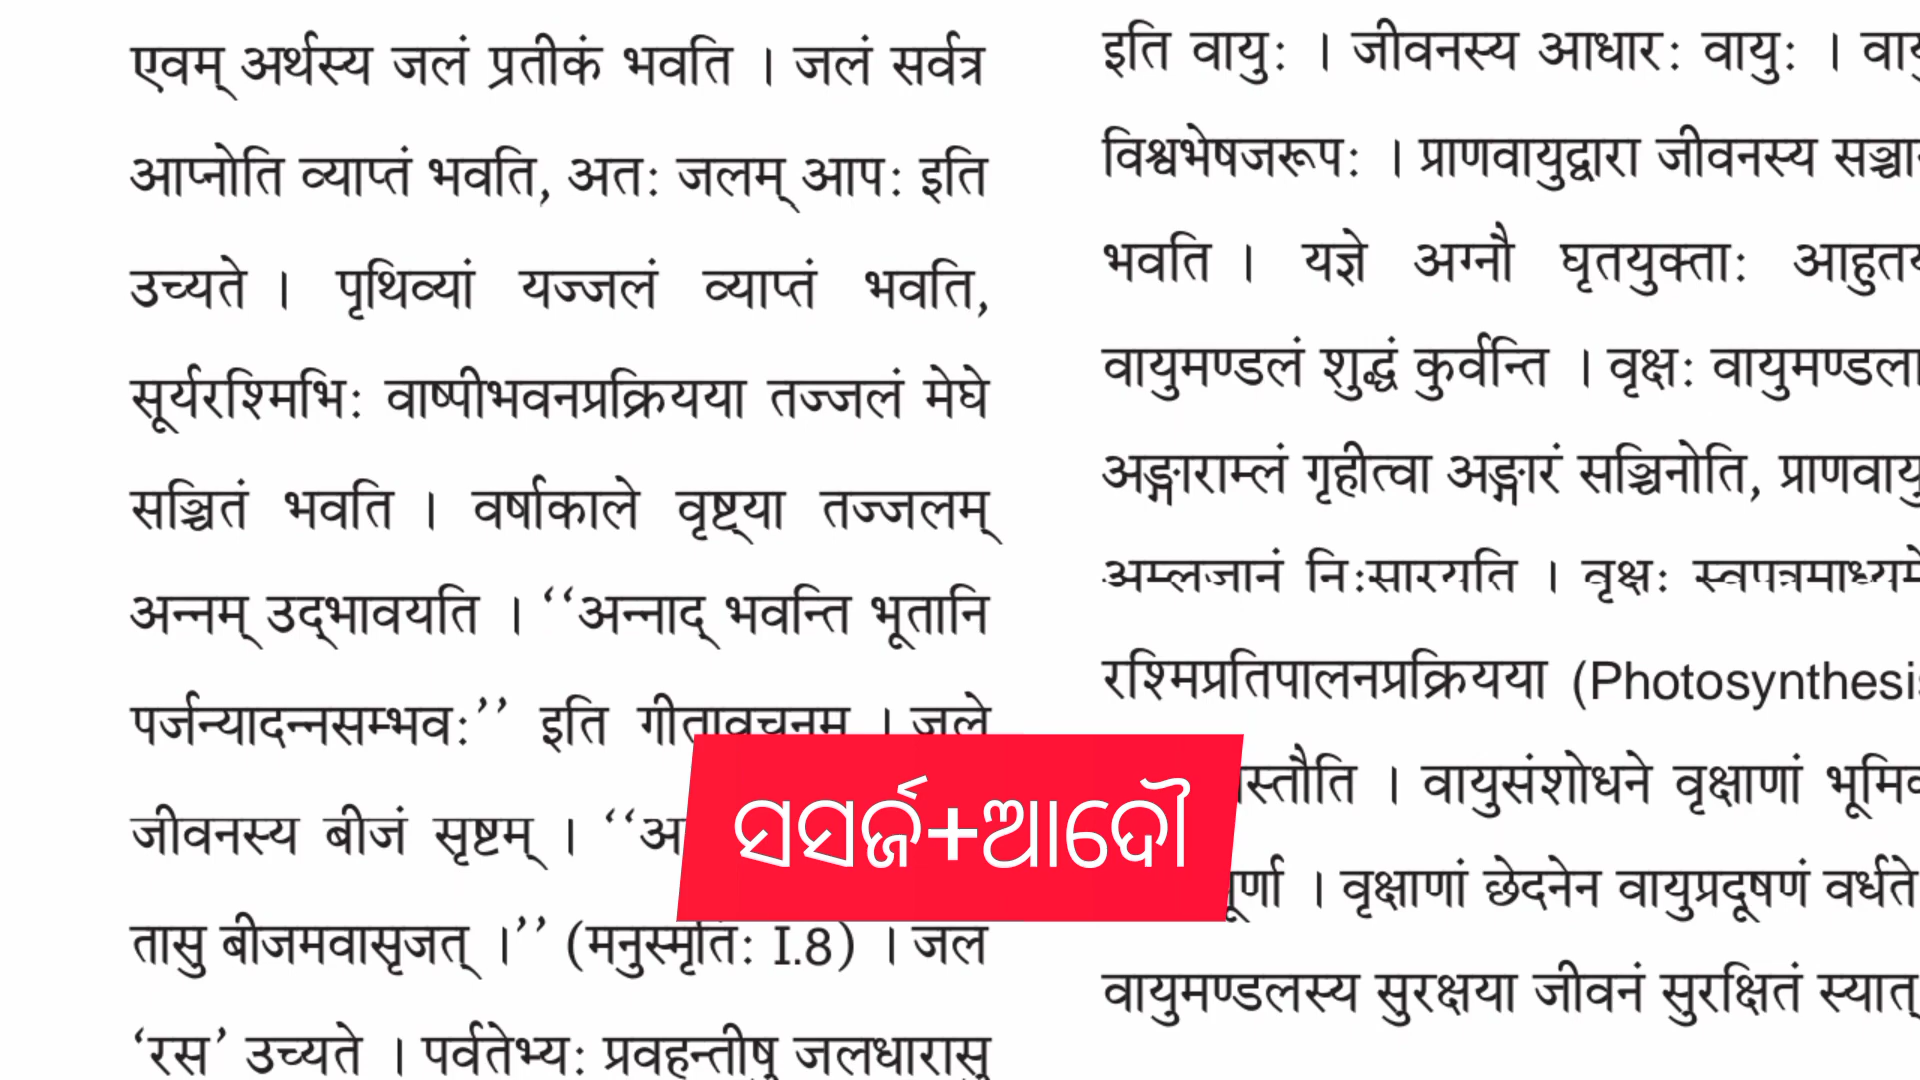 एवम् अर्थस्य जलं प्रतीकं भवति । जलं सर्वत्र
आप्नोति व्याप्तं भवति, अतः जलम् आपः इति
उच्यते । पृथिव्यां यज्जलं व्याप्तं भवति,
सूर्यरश्मिभिः वाष्पीभवनप्रक्रियया तज्जलं मेघे
सञ्चितं भवति । वर्षाकाले वृष्ट्या तज्जलम्
अन्नम् उद्‌भावयति । ‘‘अन्नाद् भवन्ति भूतानि
पर्जन्यादन्नसम्भवः’’ इति गीतावचनम् । जले
जीवनस्य बीजं सृष्टम् । ‘‘अ
तासु बीजमवासृजत् ।’’ (मनुस्मृतिः I.8) । जल
‘रस’ उच्यते । पर्वतेभ्यः प्रवहन्तीषु जलधारासु
इति वायुः । जीवनस्य आधारः वायुः ।
विश्वभेषजरूपः । प्राणवायुद्वारा जीवनस्य
भवति । यज्ञे अग्नौ घृतयुक्ताः
वायुमण्डलं शुद्धं कुर्वन्ति । वृक्षः
अङ्गाराम्लं गृहीत्वा अङ्गारं सञ्चिनोति,
अम्लजानं निःसारयति । वृक्षः
रश्मिप्रतिपालनप्रक्रियया (Photosynthesis
स्तौति । वायुसंशोधने वृक्षाणां
। वृक्षाणां छेदनेन वायुप्रदूषणं वर्धते
वायुमण्डलस्य सुरक्षया जीवनं सुरक्षितं स्यात्
ସସର୍ଜ+ଆଦୌ